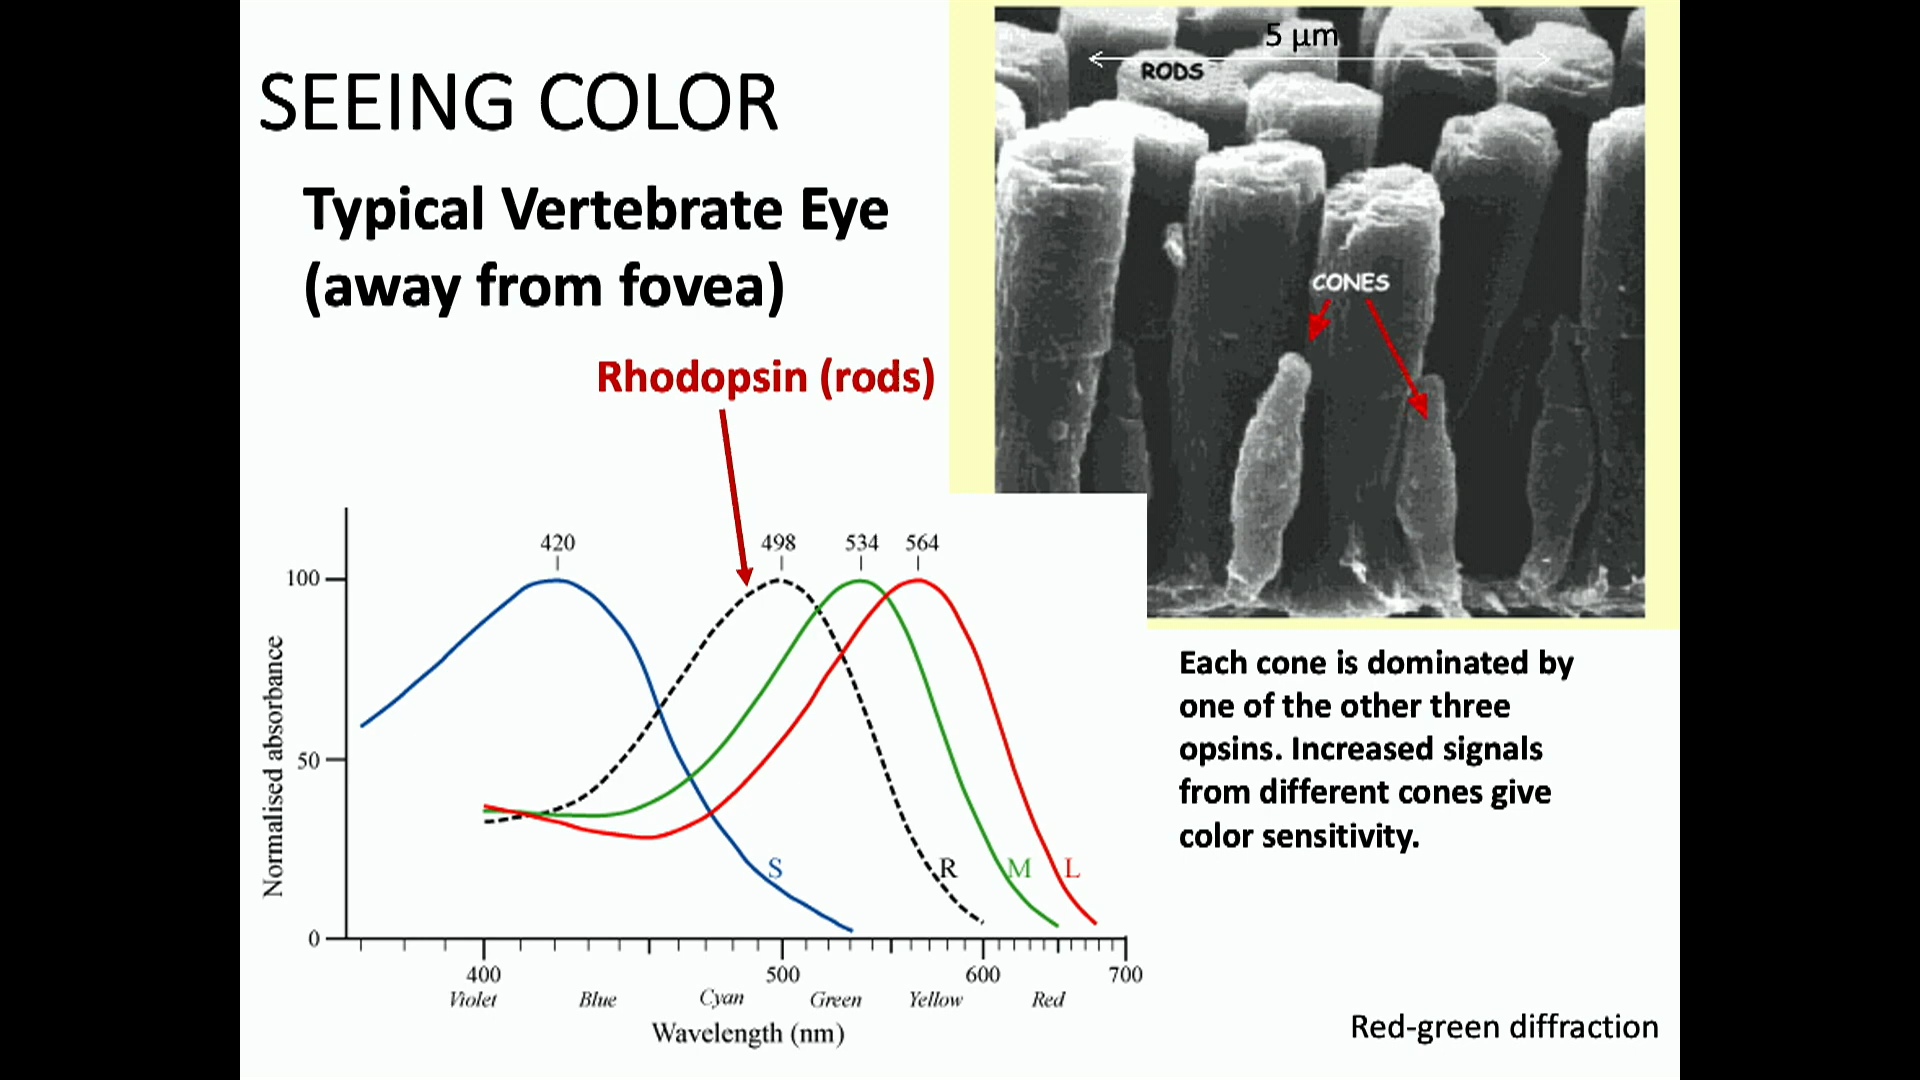 SEEING COLOR
Typical Vertebrate Eye
(away from fovea)
Rhodopsin (rods)
5 µm
RODS
CONES
420
498
534
564
100
50
0
Normalised absorbance
S
R
M
L
400
500
600
700
Violet
Blue
Cyan
Green
Yellow
Red
Wavelength (nm)
Each cone is dominated by
one of the other three
opsins. Increased signals
from different cones give
color sensitivity.
Red-green diffraction